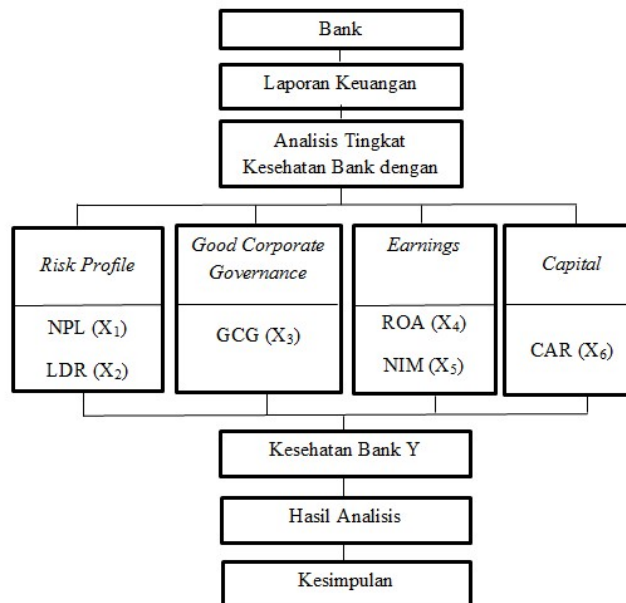 Bank
Laporan Keuangan
Analisis Tingkat
Kesehatan Bank dengan
Risk Profile
NPL (X₁)
LDR (X₂)
Good Corporate
Governance
GCG (X₃)
Earnings
ROA (X₄)
NIM (X₅)
Capital
CAR (X₆)
Kesehatan Bank Y
Hasil Analisis
Kesimpulan